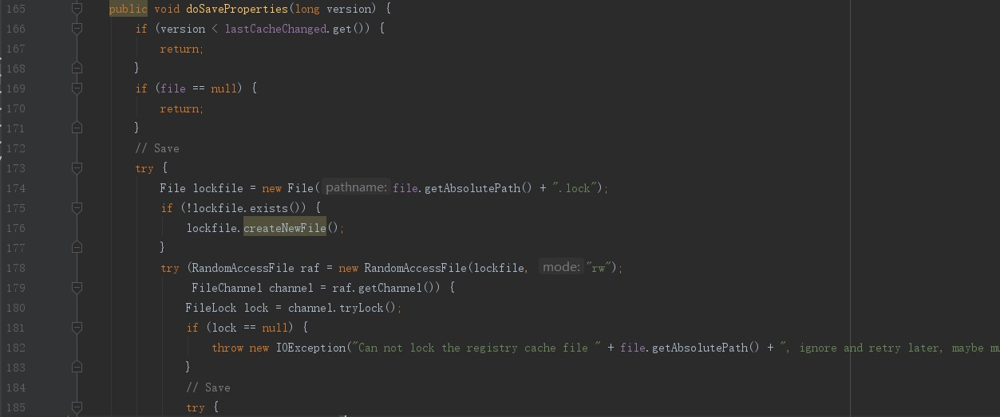 165 public void doSaveProperties(long version) {
166 if (version < lastCacheChanged.get()) {
167 return;
168 }
169 if (file == null) {
170 return;
171 }
172 // Save
173 try {
174 File lockfile = new File( pathname: file.getAbsolutePath() + ".lock");
175 if (!lockfile.exists()) {
176 lockfile.createNewFile();
177 }
178 try (RandomAccessFile raf = new RandomAccessFile(lockfile, mode: "rw");
179 FileChannel channel = raf.getChannel()) {
180 FileLock lock = channel.tryLock();
181 if (lock == null) {
182 throw new IOException("Can not lock the registry cache file " + file.getAbsolutePath() + ", ignore and retry later, maybe
183 }
184 // Save
185 try {